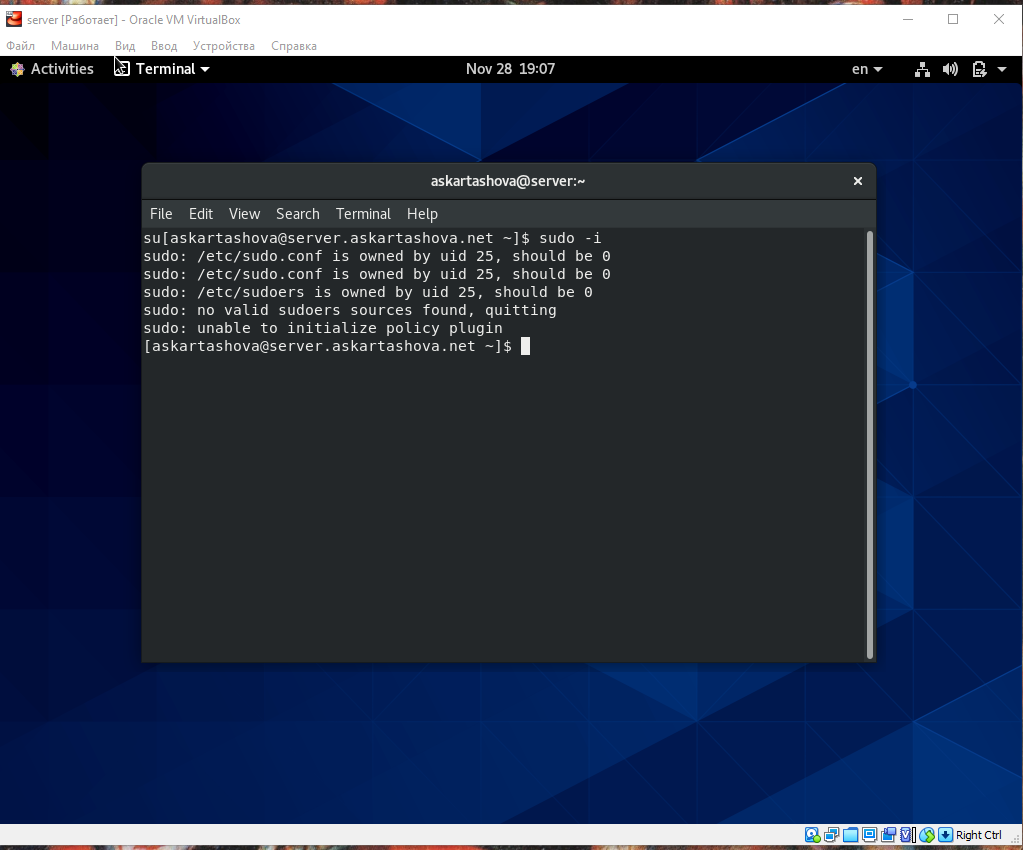 server [Работает] - Oracle VM VirtualBox
Файл Машина Вид Ввод Устройства Справка
Activities Terminal Nov 28 19:07 en
askartashova@server:~
File Edit View Search Terminal Help
su[askartashova@server.askartashova.net ~]$ sudo -i
sudo: /etc/sudo.conf is owned by uid 25, should be 0
sudo: /etc/sudo.conf is owned by uid 25, should be 0
sudo: /etc/sudoers is owned by uid 25, should be 0
sudo: no valid sudoers sources found, quitting
sudo: unable to initialize policy plugin
[askartashova@server.askartashova.net ~]$
Right Ctrl